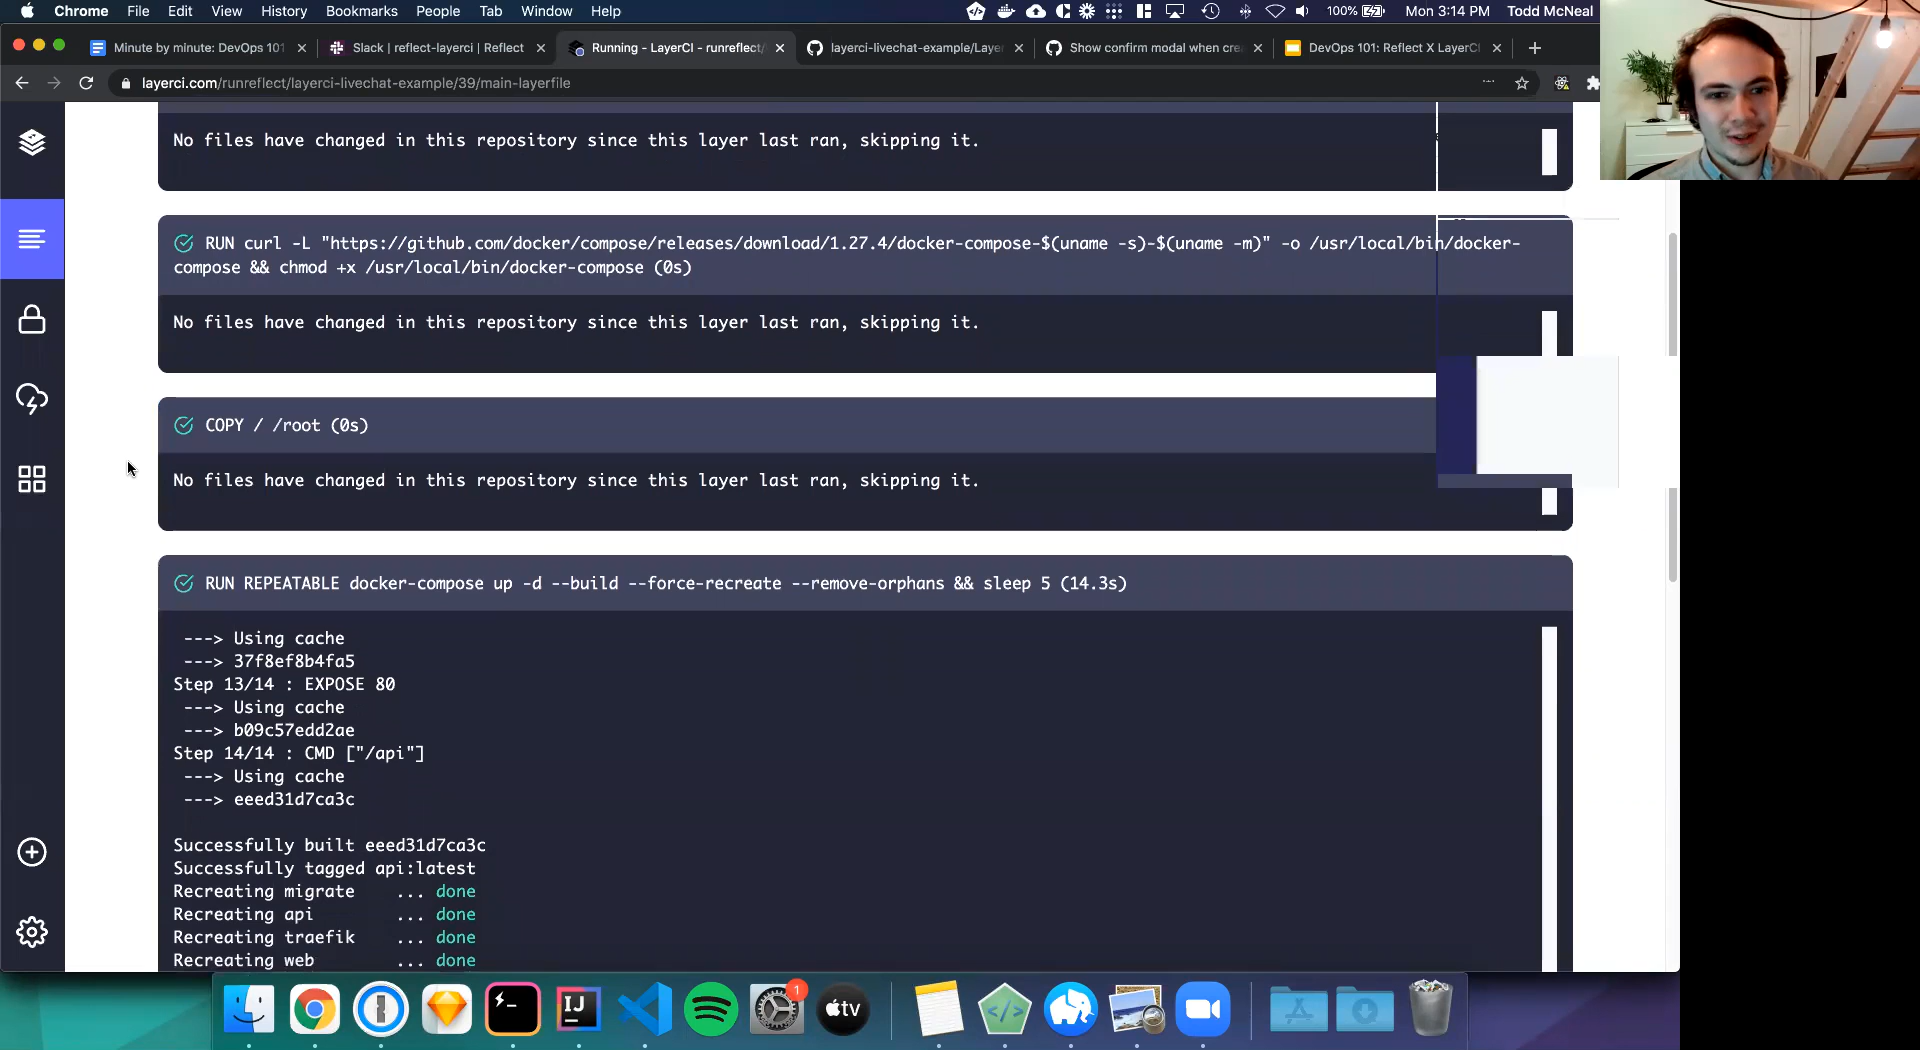 Chrome File Edit View History Bookmarks People Tab Window Help
100% Mon 3:14 PM Todd McNeal
Minute by minute: DevOps 101
Slack | reflect-layerci | Reflect
Running - LayerCI - runreflect/
layerci-livechat-example/Layer
Show confirm modal when cre
DevOps 101: Reflect X LayerCI
layerci.com/runreflect/layerci-livechat-example/39/main-layerfile
No files have changed in this repository since this layer last ran, skipping it.
RUN curl -L "https://github.com/docker/compose/releases/download/1.27.4/docker-compose-$(uname -s)-$(uname -m)" -o /usr/local/bin/docker-
compose && chmod +x /usr/local/bin/docker-compose (0s)
No files have changed in this repository since this layer last ran, skipping it.
COPY / /root (0s)
No files have changed in this repository since this layer last ran, skipping it.
RUN REPEATABLE docker-compose up -d --build --force-recreate --remove-orphans && sleep 5 (14.3s)
---> Using cache
---> 37f8ef8b4fa5
Step 13/14 : EXPOSE 80
---> Using cache
---> b09c57edd2ae
Step 14/14 : CMD ["/api"]
---> Using cache
---> eeed31d7ca3c
Successfully built eeed31d7ca3c
Successfully tagged api:latest
Recreating migrate ... done
Recreating api ... done
Recreating traefik ... done
Recreating web ... done
IJ
1
tv